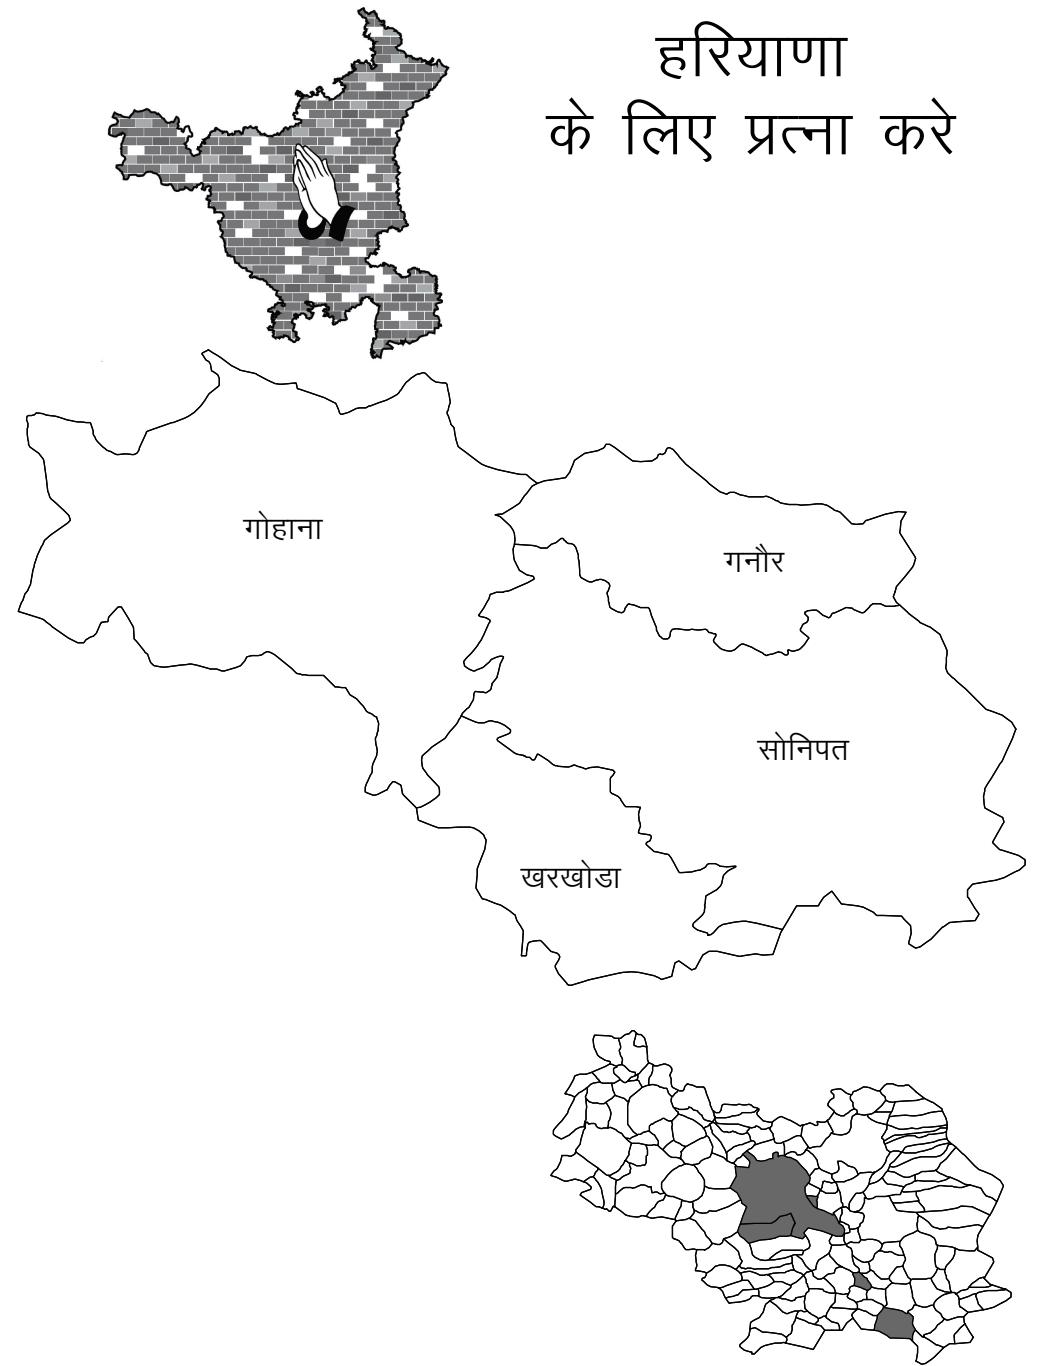 हरियाणा
के लिए प्रत्ना करे
गोहाना
गनौर
सोनिपत
खरखोडा